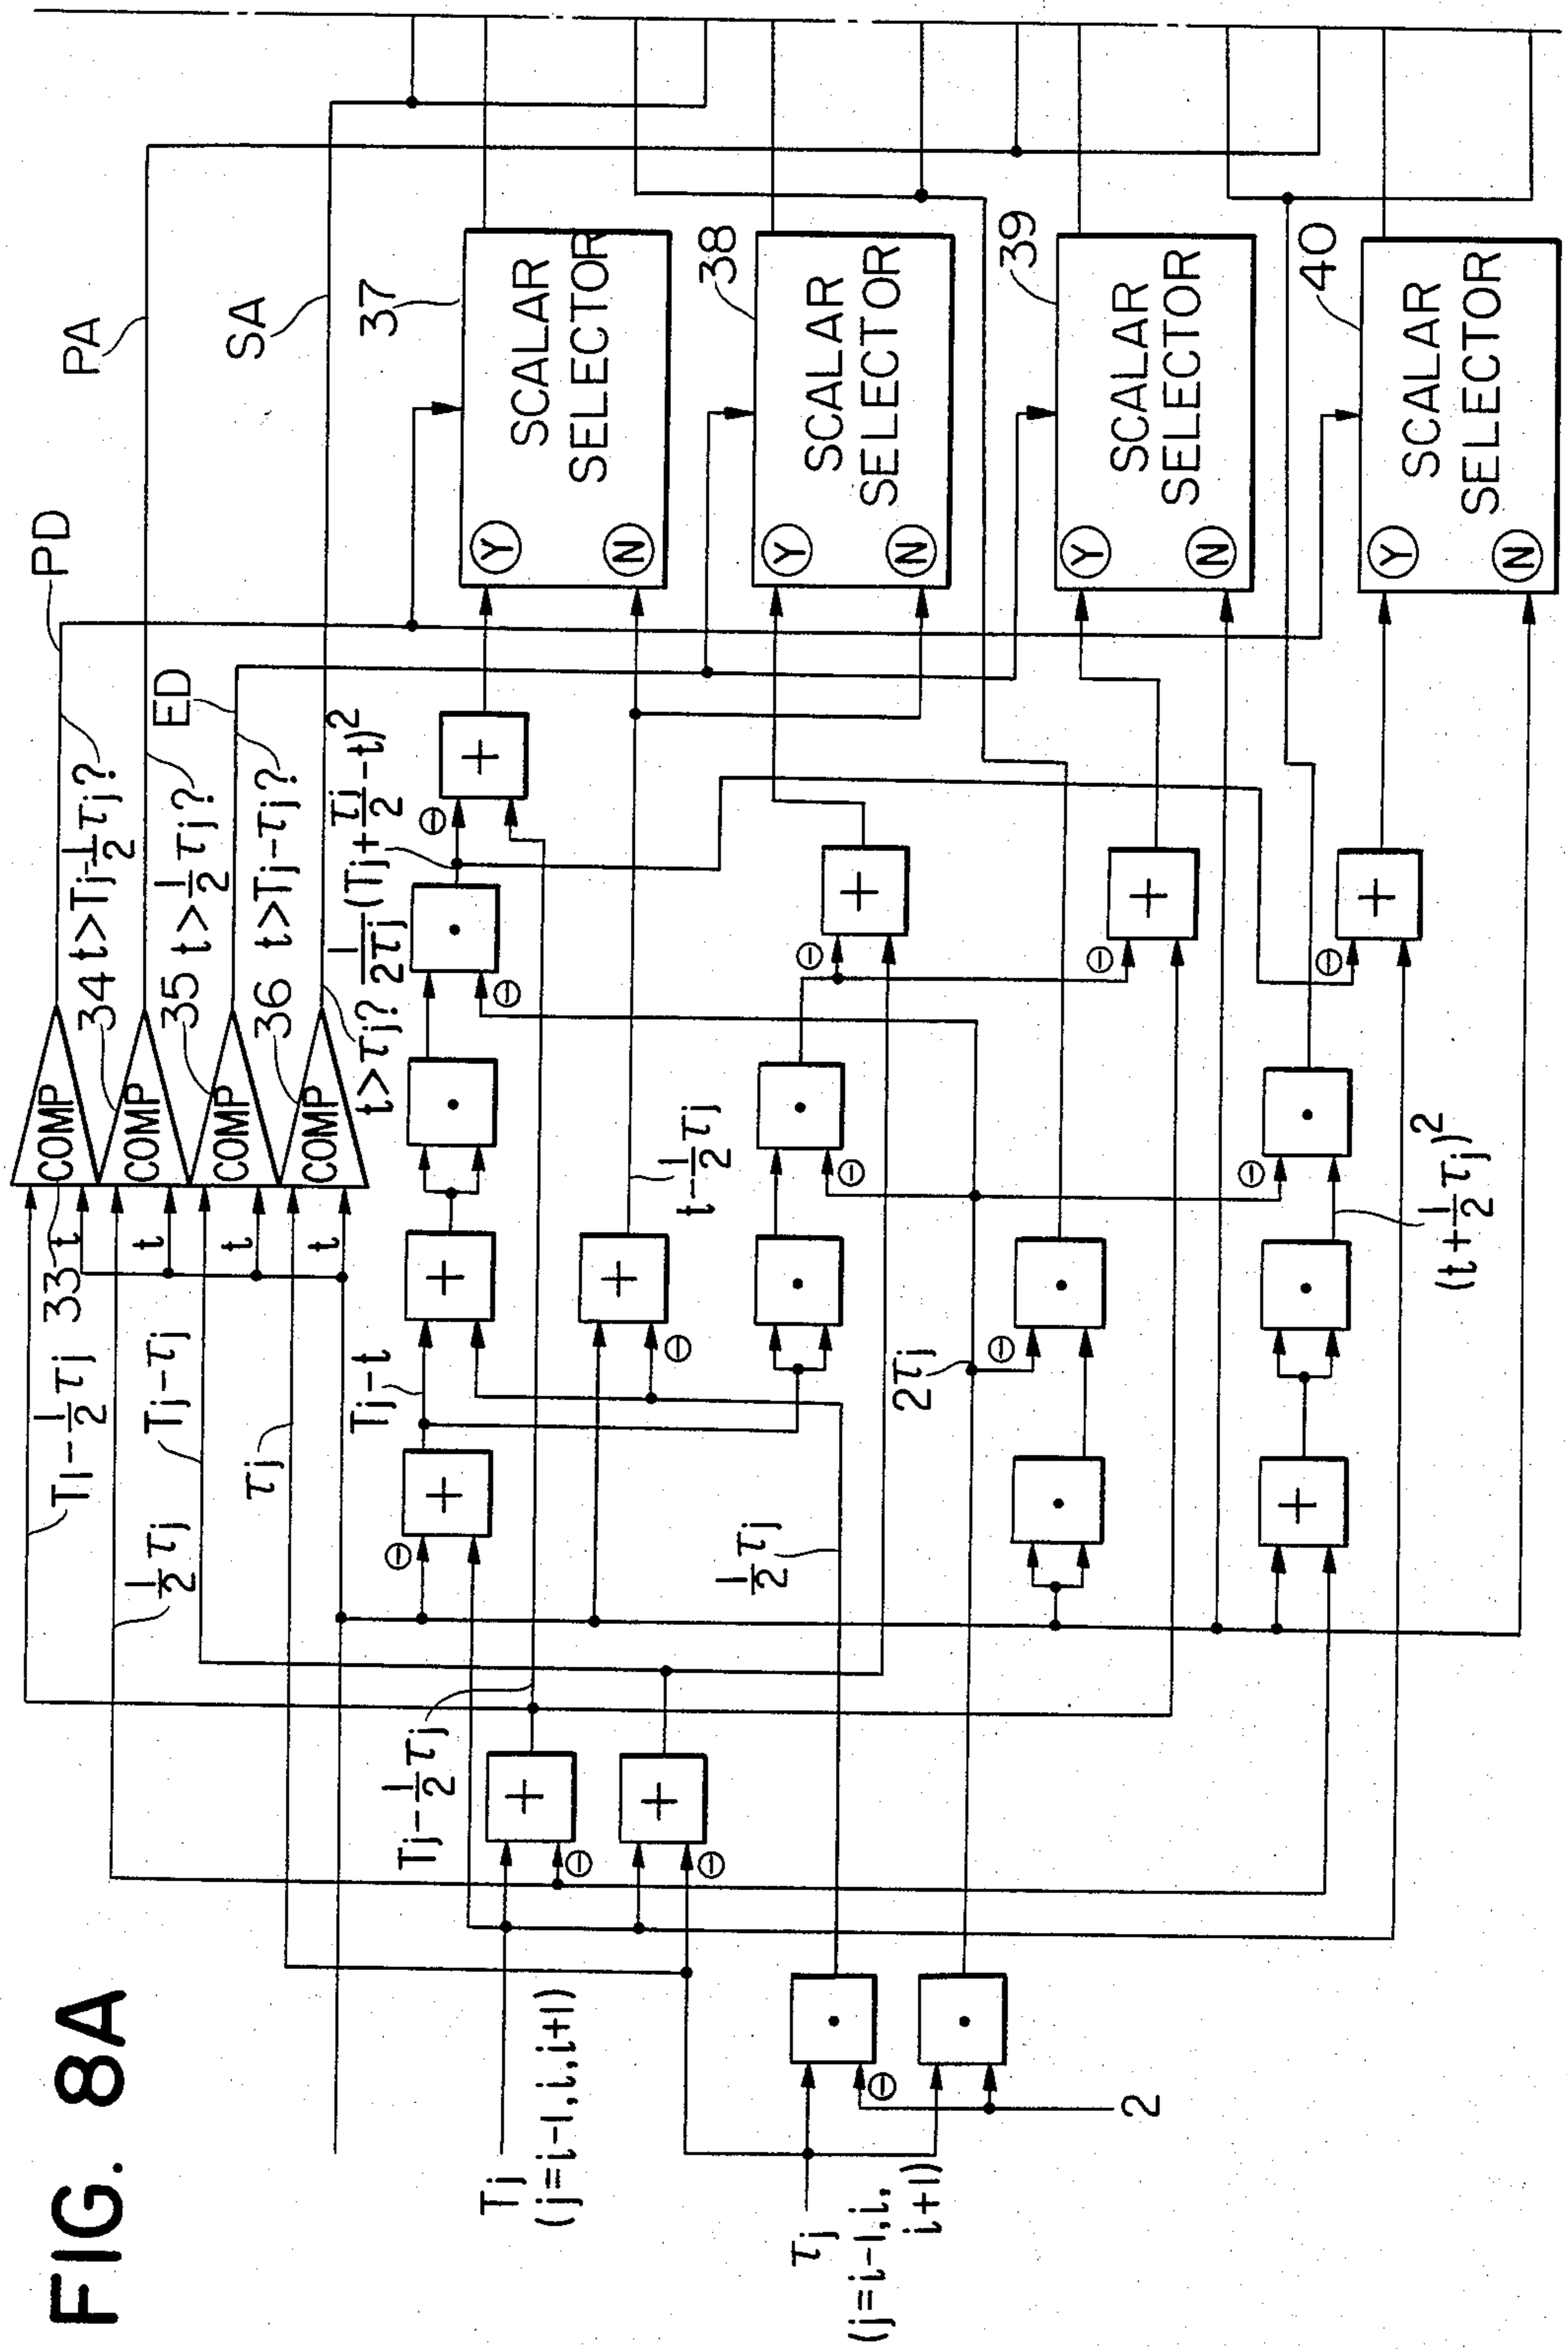 FIG. 8A
PD
PA
SA
ED
33
34
35
36
COMP
COMP
COMP
COMP
t
t
t
t
t>Tj-1/2τj?
t>1/2τj?
t>Tj-τj?
t>τj?
1/2τj(Tj+τj/2-t)²
T1-1/2τj
1/2τj
Tj-τj
τj
Tj-t
Tj-1/2τj
t-1/2τj
1/2τj
2τj
(t+1/2τj)²
Tj
(j=i-1,i,i+1)
τj
(j=i-1,i,
i+1)
2
37
SCALAR
SELECTOR
Y
N
38
SCALAR
SELECTOR
Y
N
39
SCALAR
SELECTOR
Y
N
40
SCALAR
SELECTOR
Y
N